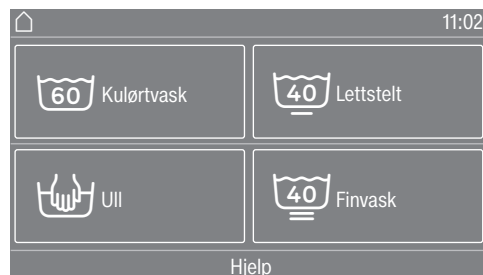 11:02
60 Kulørtvask
40 Lettstelt
Ull
40 Finvask
Hjelp